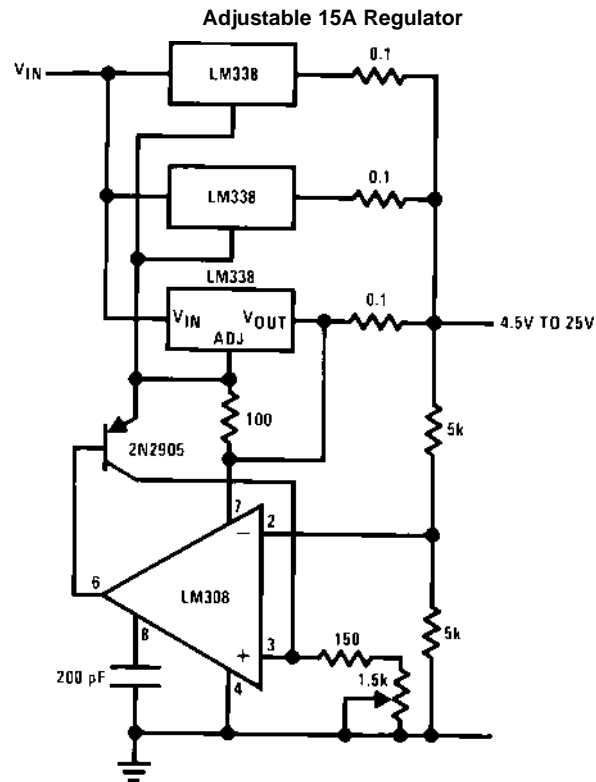 Adjustable 15A Regulator
VIN
LM338
0.1
LM338
0.1
LM338
VIN
VOUT
ADJ
0.1
4.5V TO 25V
100
5k
2N2905
7
−
2
6
LM308
8
+
3
150
5k
1.5k
200 pF
4